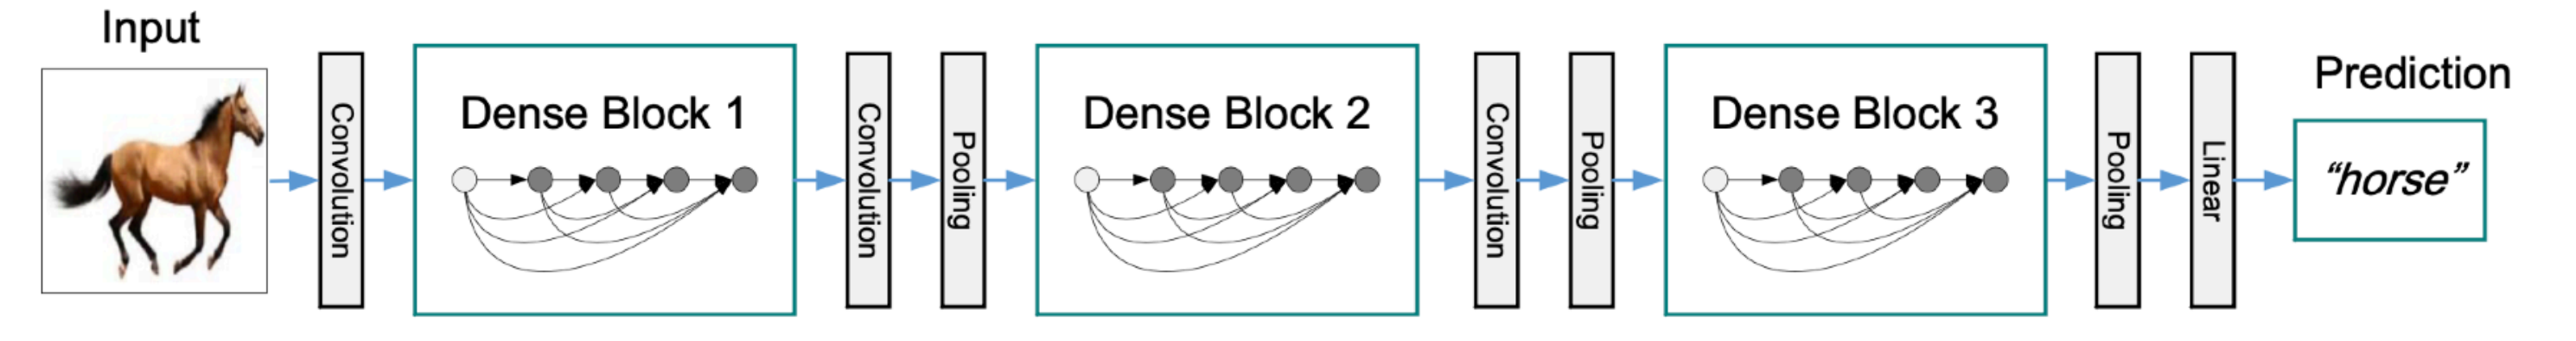 Input
Convolution
Dense Block 1
Convolution
Pooling
Dense Block 2
Convolution
Pooling
Dense Block 3
Pooling
Linear
Prediction
“horse”